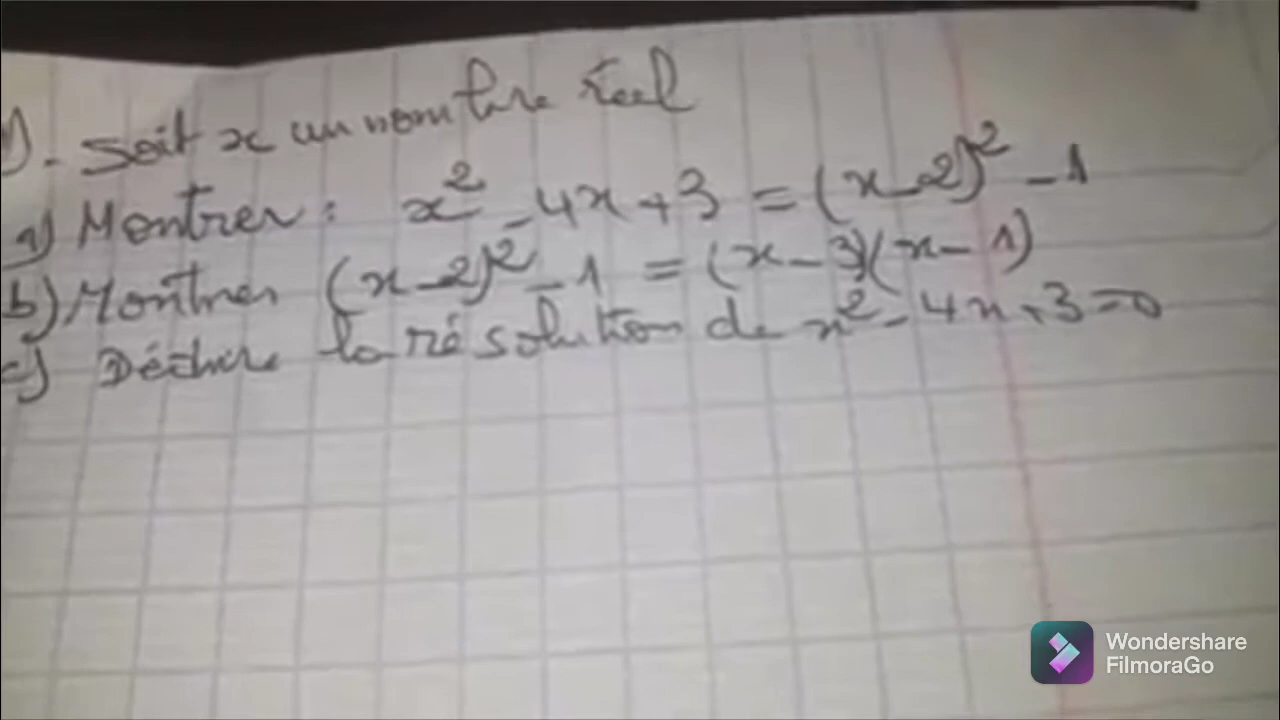 1). Soit x un nombre réel
a) Montrer : x² - 4x + 3 = (x-2)² - 1
b) Montrer (x-2)² - 1 = (x-3)(x-1)
c) Déduire la résolution de x² - 4x + 3 = 0
Wondershare
FilmoraGo